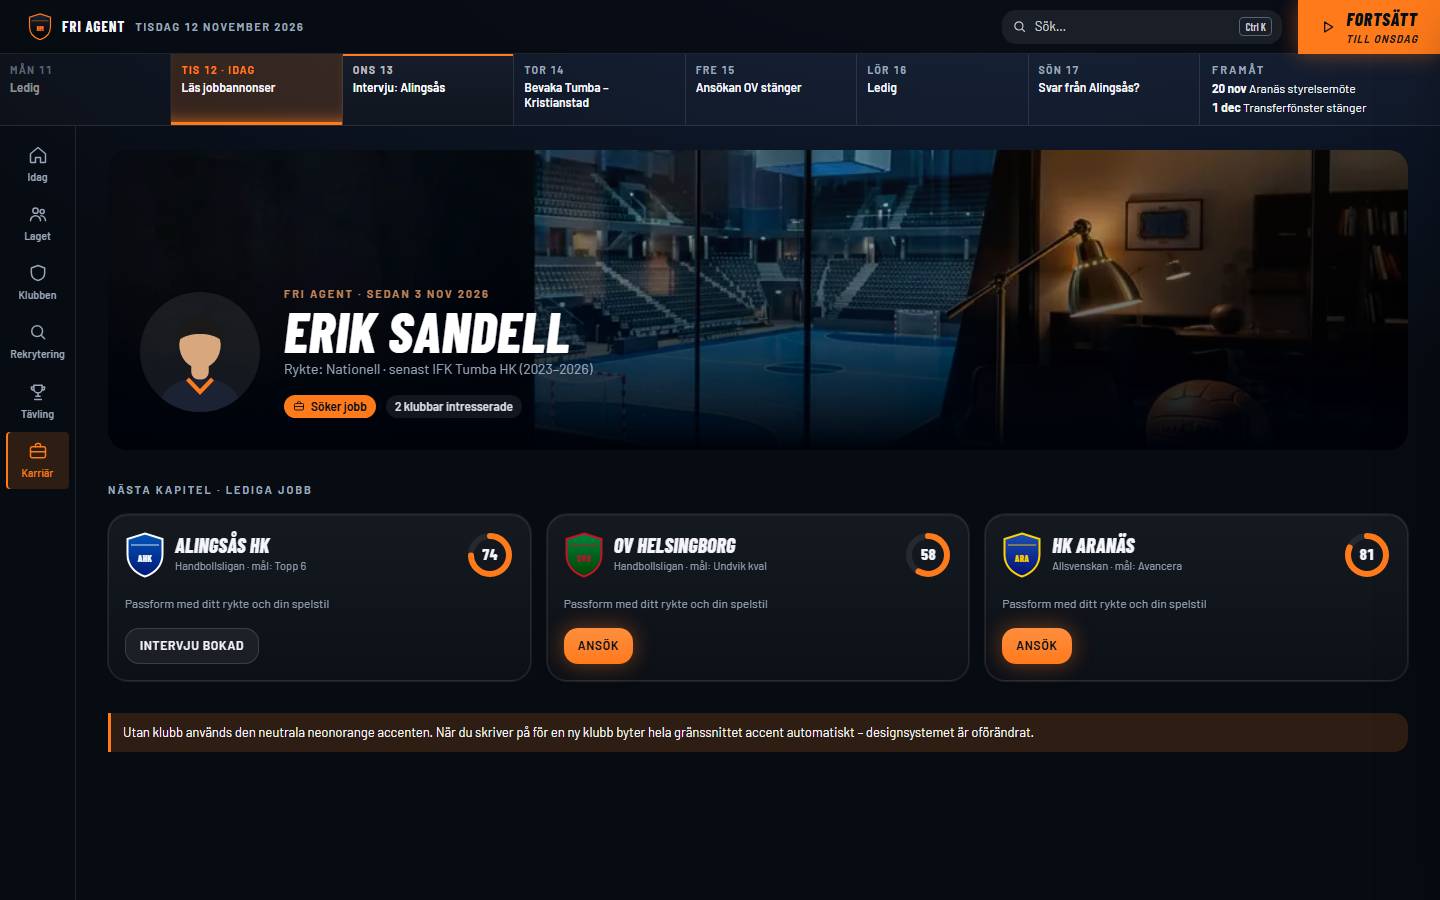 FRI AGENT
TISDAG 12 NOVEMBER 2026
Sök...
Ctrl K
FORTSÄTT
TILL ONSDAG
MÅN 11
Ledig
TIS 12 · IDAG
Läs jobbannonser
ONS 13
Intervju: Alingsås
TOR 14
Bevaka Tumba –
Kristianstad
FRE 15
Ansökan OV stänger
LÖR 16
Ledig
SÖN 17
Svar från Alingsås?
FRAMÅT
20 nov Aranäs styrelsemöte
1 dec Transferfönster stänger
Idag
Laget
Klubben
Rekrytering
Tävling
Karriär
FRI AGENT · SEDAN 3 NOV 2026
ERIK SANDELL
Rykte: Nationell · senast IFK Tumba HK (2023–2026)
Söker jobb
2 klubbar intresserade
NÄSTA KAPITEL · LEDIGA JOBB
AHK
ALINGSÅS HK
Handbollsligan · mål: Topp 6
74
Passform med ditt rykte och din spelstil
INTERVJU BOKAD
OV HELSINGBORG
Handbollsligan · mål: Undvik kval
58
Passform med ditt rykte och din spelstil
ANSÖK
ARA
HK ARANÄS
Allsvenskan · mål: Avancera
81
Passform med ditt rykte och din spelstil
ANSÖK
Utan klubb används den neutrala neonorange accenten. När du skriver på för en ny klubb byter hela gränssnittet accent automatiskt – designsystemet är oförändrat.